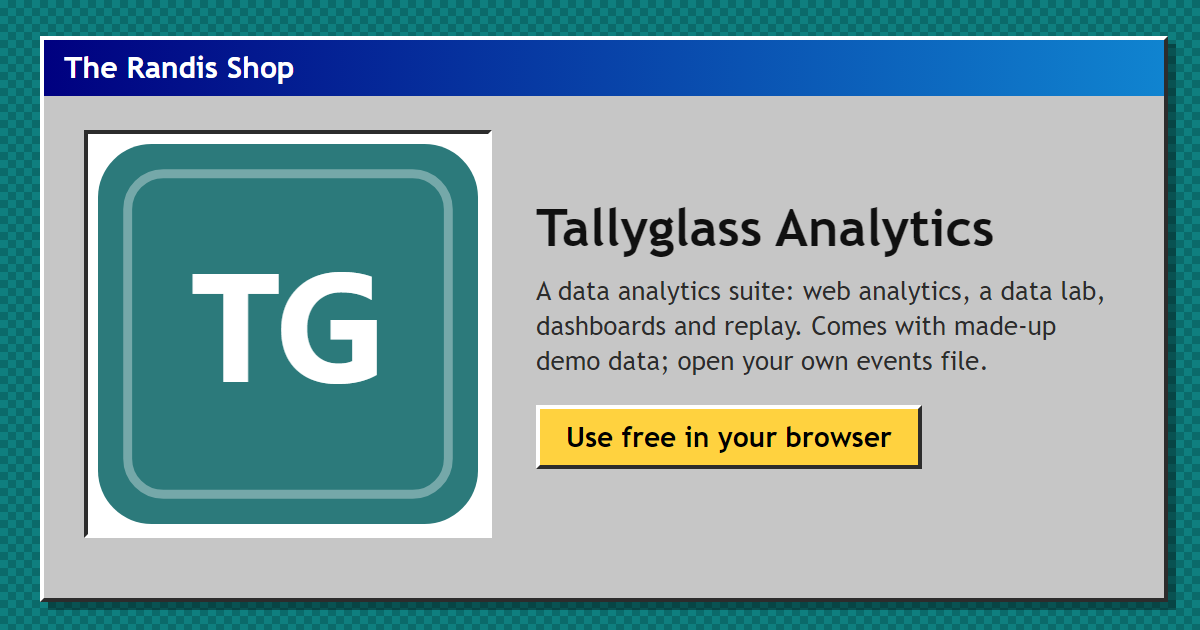 The Randis Shop
TG
Tallyglass Analytics
A data analytics suite: web analytics, a data lab,
dashboards and replay. Comes with made-up
demo data; open your own events file.
Use free in your browser